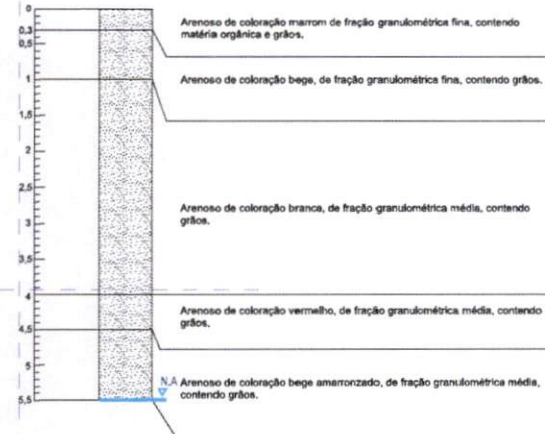 0
Arenoso de coloração marrom de fração granulométrica fina, contendo
matéria orgânica e grãos.
0,3
0,5
1
Arenoso de coloração bege, de fração granulométrica fina, contendo grãos.
1,5
2
2,5
Arenoso de coloração branca, de fração granulométrica média, contendo
grãos.
3
3,5
4
Arenoso de coloração vermelho, de fração granulométrica média, contendo
grãos.
4,5
5
N.A
Arenoso de coloração bege amarronzado, de fração granulométrica média,
contendo grãos.
5,5